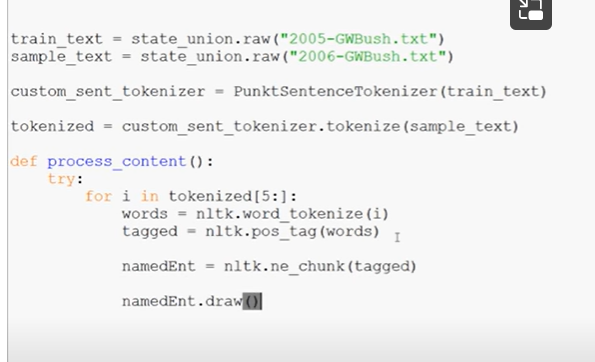 train_text = state_union.raw("2005-GWBush.txt")
sample_text = state_union.raw("2006-GWBush.txt")
custom_sent_tokenizer = PunktSentenceTokenizer(train_text)
tokenized = custom_sent_tokenizer.tokenize(sample_text)
def process_content():
    try:
        for i in tokenized[5:]:
            words = nltk.word_tokenize(i)
            tagged = nltk.pos_tag(words)
            namedEnt = nltk.ne_chunk(tagged)
            namedEnt.draw()